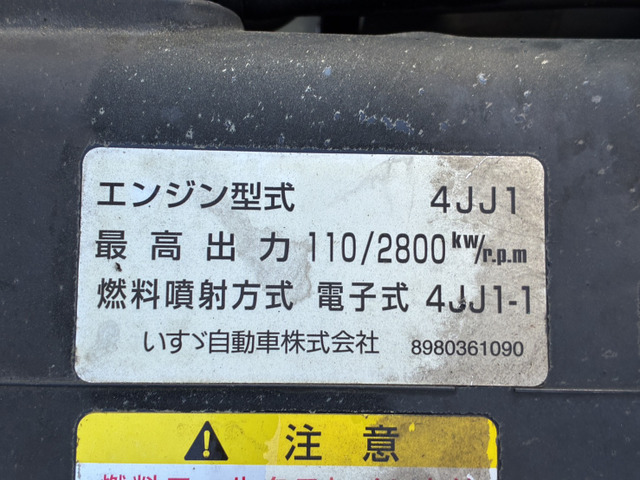 エンジン型式 4JJ1
最高出力 110/2800 kw/r.p.m
燃料噴射方式 電子式 4JJ1-1
いすゞ自動車株式会社 8980361090
⚠ 注意